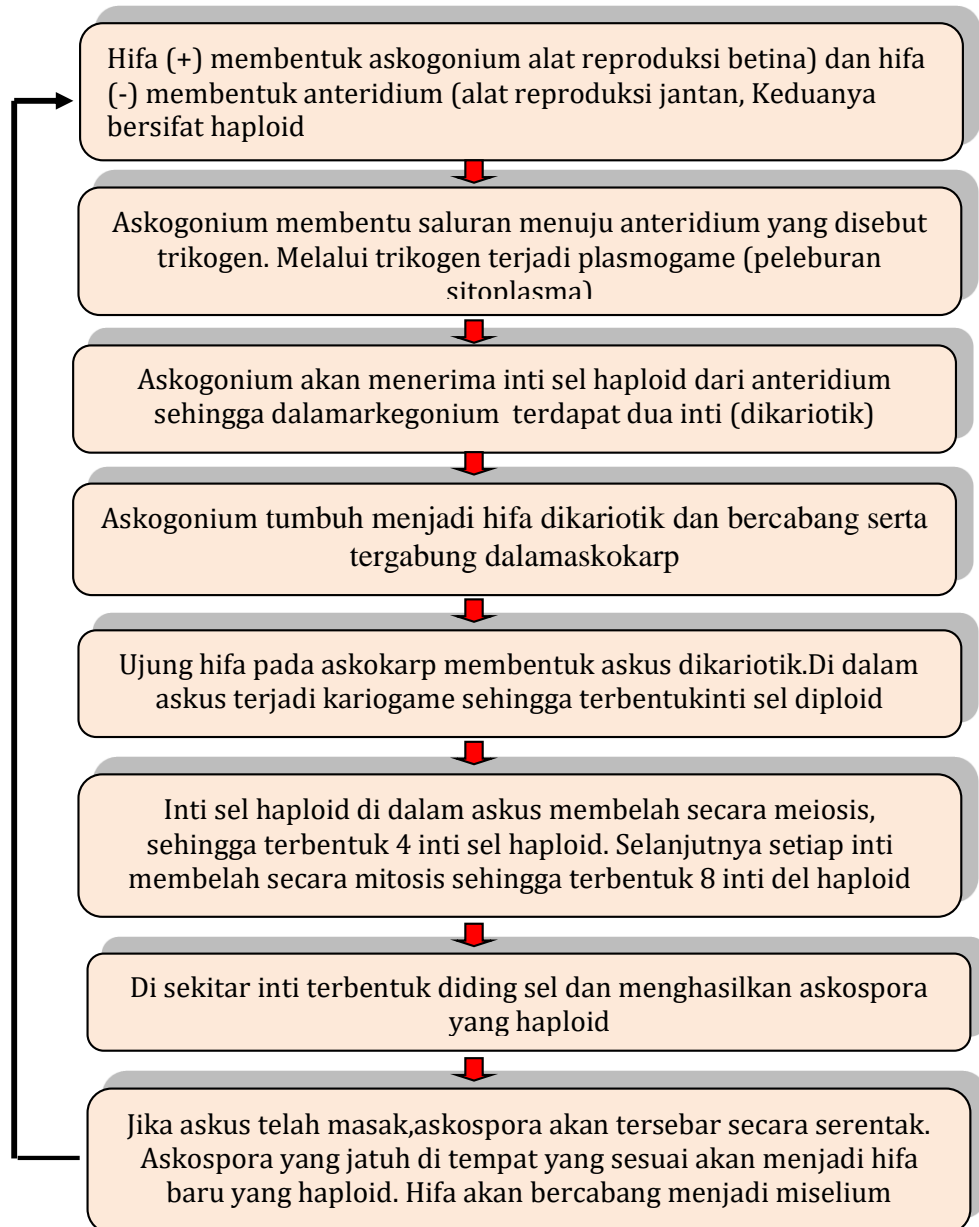 Hifa (+) membentuk askogonium alat reproduksi betina) dan hifa
(-) membentuk anteridium (alat reproduksi jantan, Keduanya
bersifat haploid
Askogonium membentu saluran menuju anteridium yang disebut
trikogen. Melalui trikogen terjadi plasmogame (peleburan
sitoplasma)
Askogonium akan menerima inti sel haploid dari anteridium
sehingga dalamarkegonium terdapat dua inti (dikariotik)
Askogonium tumbuh menjadi hifa dikariotik dan bercabang serta
tergabung dalamaskokarp
Ujung hifa pada askokarp membentuk askus dikariotik.Di dalam
askus terjadi kariogame sehingga terbentukinti sel diploid
Inti sel haploid di dalam askus membelah secara meiosis,
sehingga terbentuk 4 inti sel haploid. Selanjutnya setiap inti
membelah secara mitosis sehingga terbentuk 8 inti del haploid
Di sekitar inti terbentuk diding sel dan menghasilkan askospora
yang haploid
Jika askus telah masak,askospora akan tersebar secara serentak.
Askospora yang jatuh di tempat yang sesuai akan menjadi hifa
baru yang haploid. Hifa akan bercabang menjadi miselium